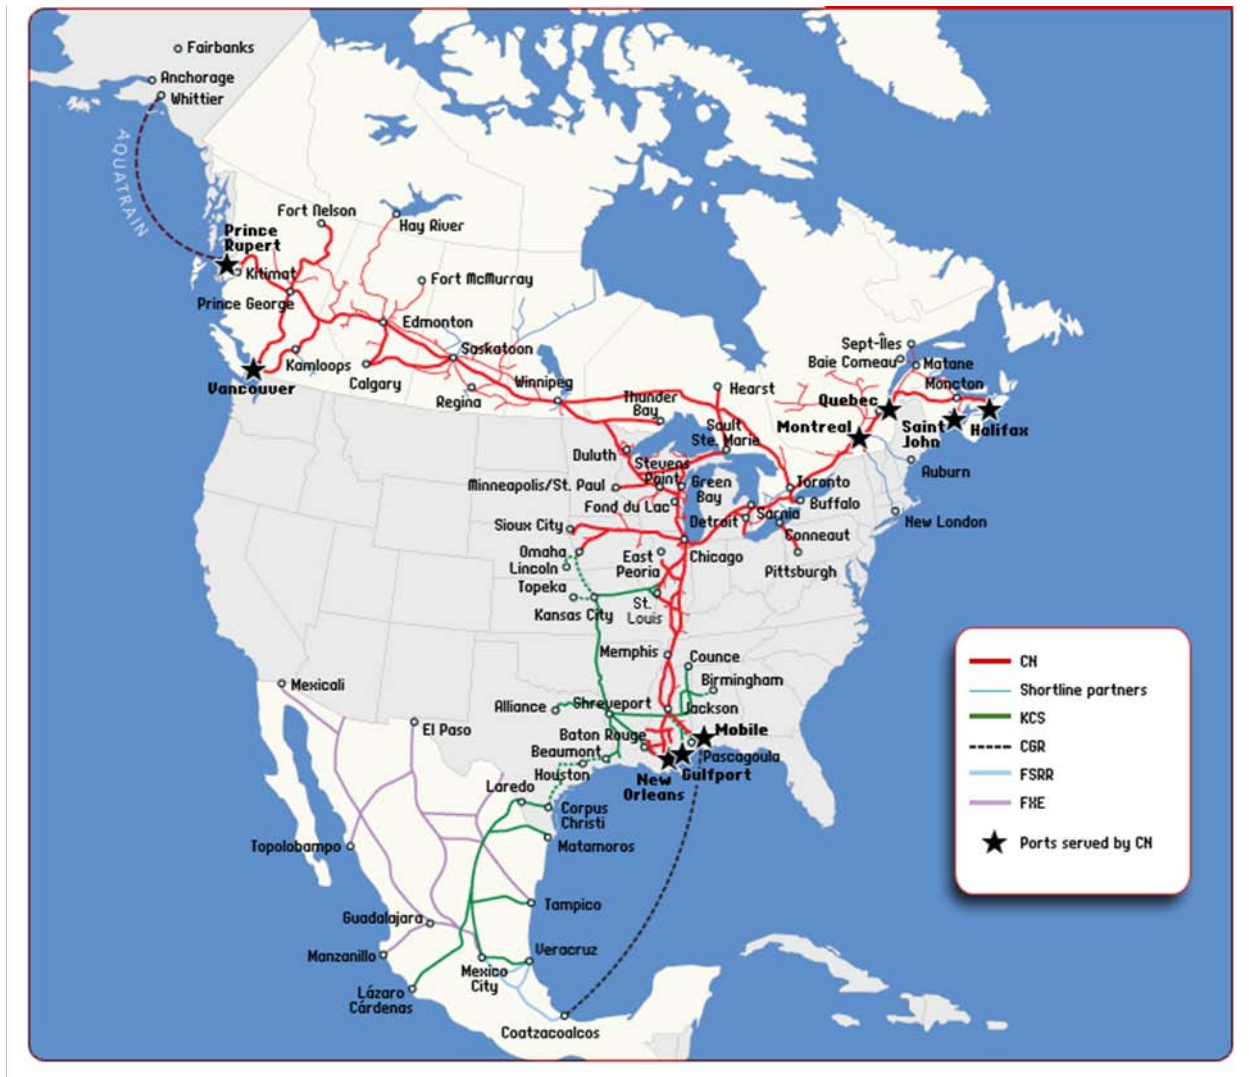 Fairbanks
Anchorage
Whittier
AQUATRAIN
Fort Nelson
Hay River
Prince
Rupert
Kitimat
Fort McMurray
Prince George
Edmonton
Sept-Îles
Baie Comeau
Matane
Saskatoon
Kamloops
Vancouver
Calgary
Winnipeg
Regina
Thunder
Bay
Hearst
Moncton
Quebec
Sault
Ste. Marie
Montreal
Saint
John
Halifax
Duluth
Stevens
Point
Auburn
Minneapolis/St. Paul
Green
Bay
Toronto
Fond du Lac
Buffalo
Sioux City
Detroit
Sarnia
New London
Conneaut
Omaha
Lincoln
East
Peoria
Chicago
Pittsburgh
Topeka
Kansas City
St.
Louis
Memphis
Counce
Birmingham
Mexicali
Alliance
Shreveport
Jackson
El Paso
Baton Rouge
Mobile
Beaumont
Pascagoula
Houston
Gulfport
New
Orleans
Laredo
Corpus
Christi
Topolobampo
Matamoros
Guadalajara
Tampico
Manzanillo
Veracruz
Mexico
City
Lázaro
Cárdenas
Coatzacoalcos
CN
Shortline partners
KCS
CGR
FSRR
FXE
Ports served by CN